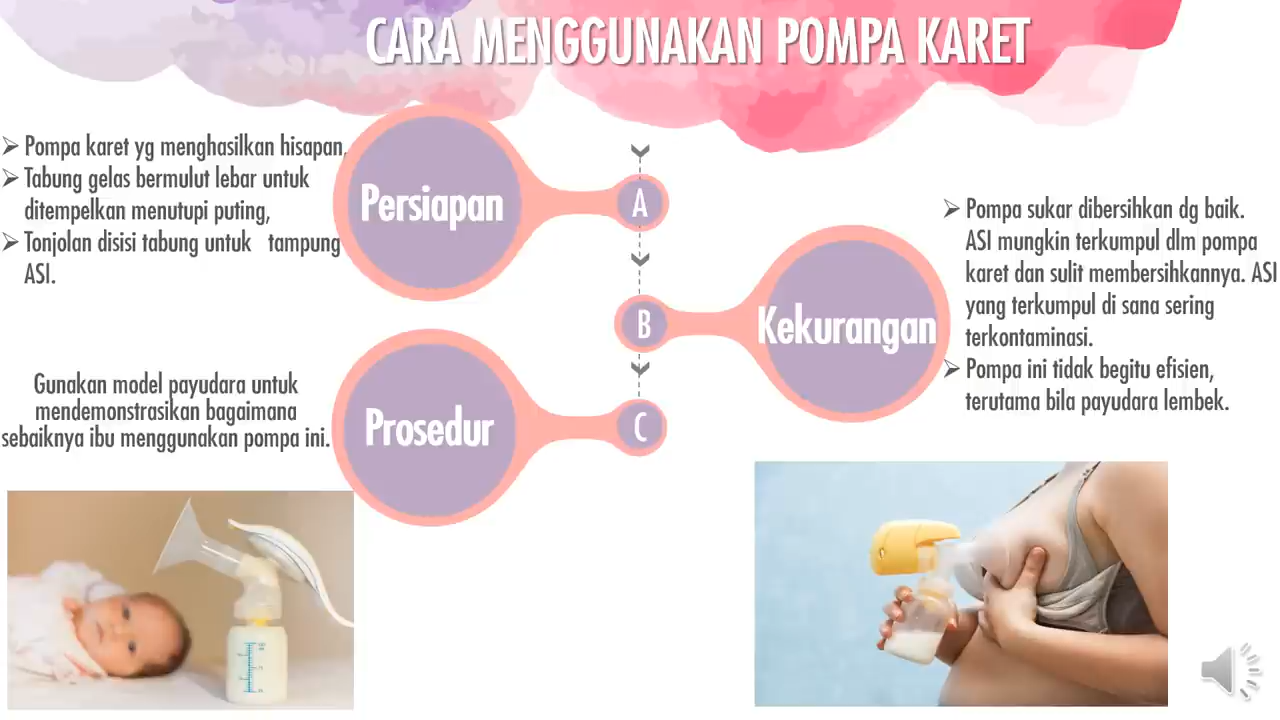 CARA MENGGUNAKAN POMPA KARET
➢ Pompa karet yg menghasilkan hisapan,
➢ Tabung gelas bermulut lebar untuk
ditempelkan menutupi puting,
➢ Tonjolan disisi tabung untuk tampung
ASI.
Persiapan
A
B
Kekurangan
➢ Pompa sukar dibersihkan dg baik.
ASI mungkin terkumpul dlm pompa
karet dan sulit membersihkannya. ASI
yang terkumpul di sana sering
terkontaminasi.
➢ Pompa ini tidak begitu efisien,
terutama bila payudara lembek.
Gunakan model payudara untuk
mendemonstrasikan bagaimana
sebaiknya ibu menggunakan pompa ini.
Prosedur
C